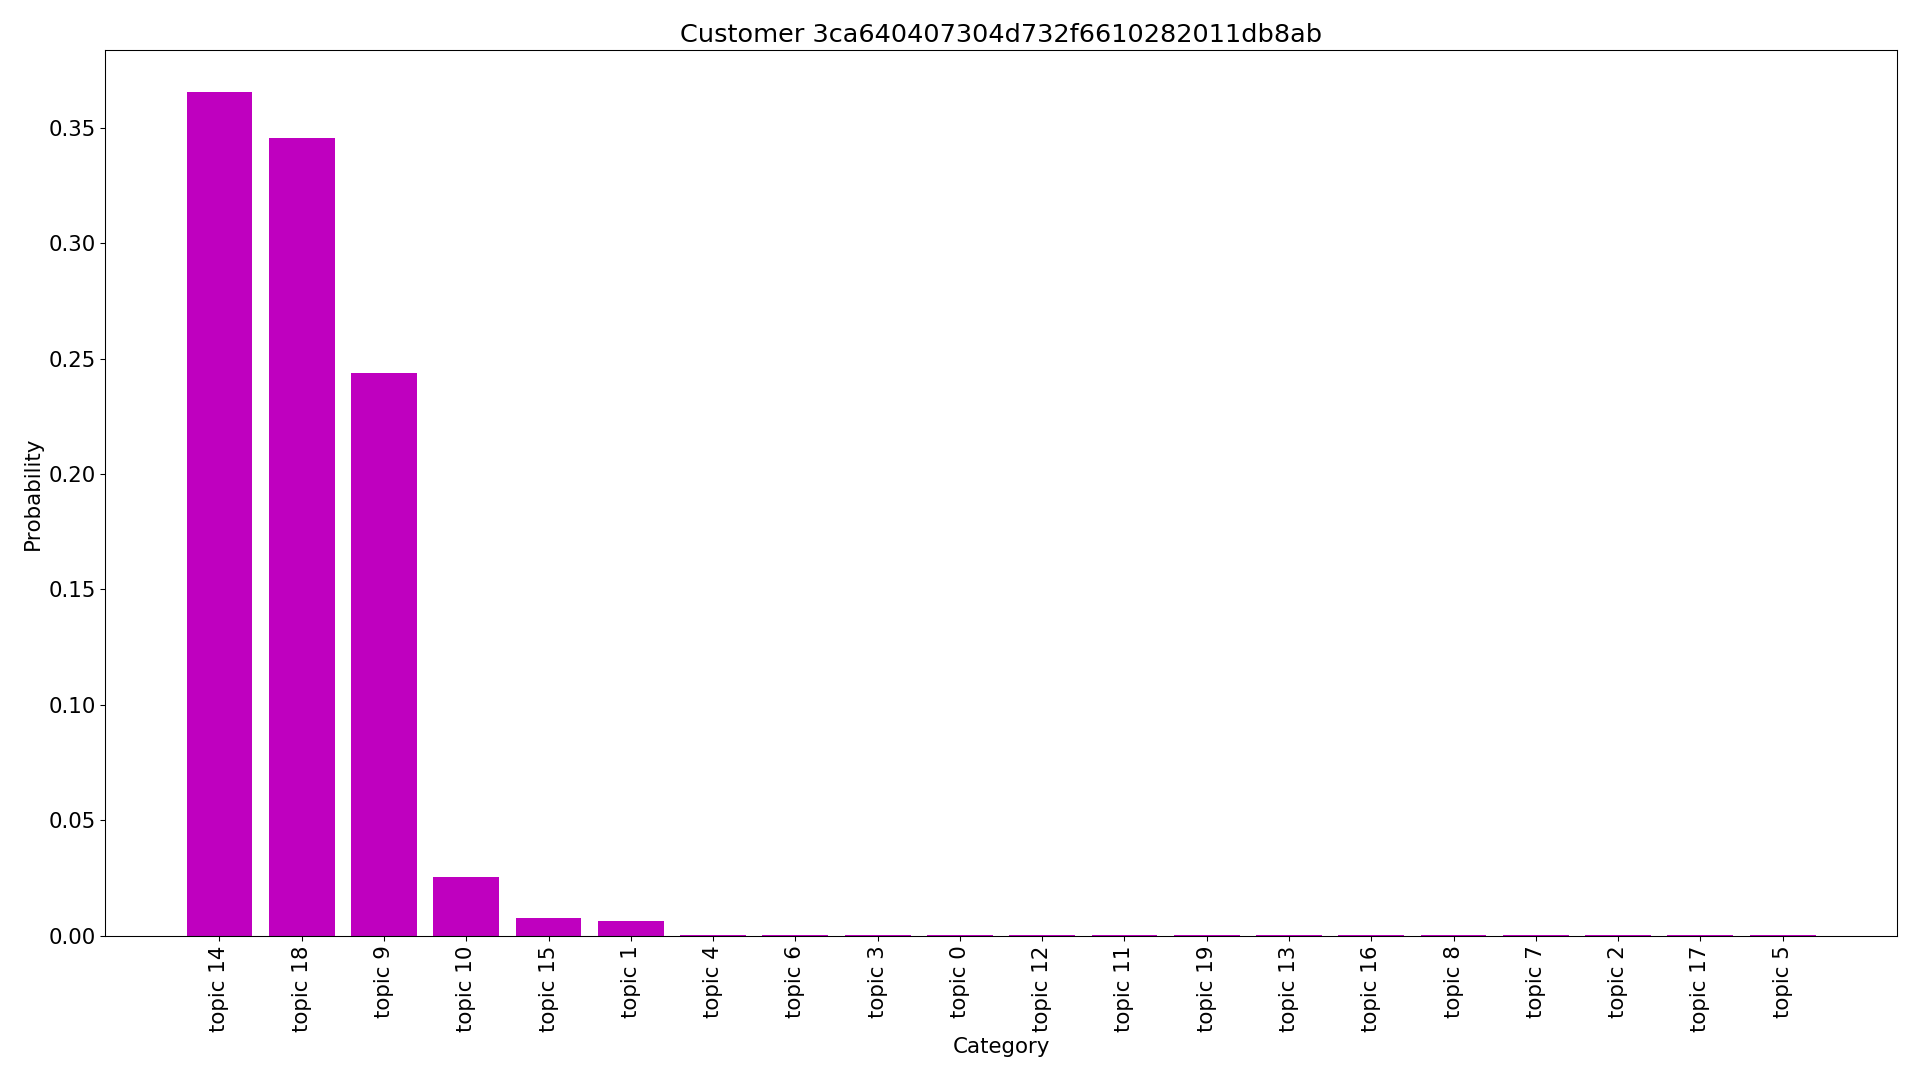 Customer 3ca640407304d732f6610282011db8ab
Probability
0.35
0.30
0.25
0.20
0.15
0.10
0.05
0.00
topic 14
topic 18
topic 9
topic 10
topic 15
topic 1
topic 4
topic 6
topic 3
topic 0
topic 12
topic 11
topic 19
topic 13
topic 16
topic 8
topic 7
topic 2
topic 17
topic 5
Category